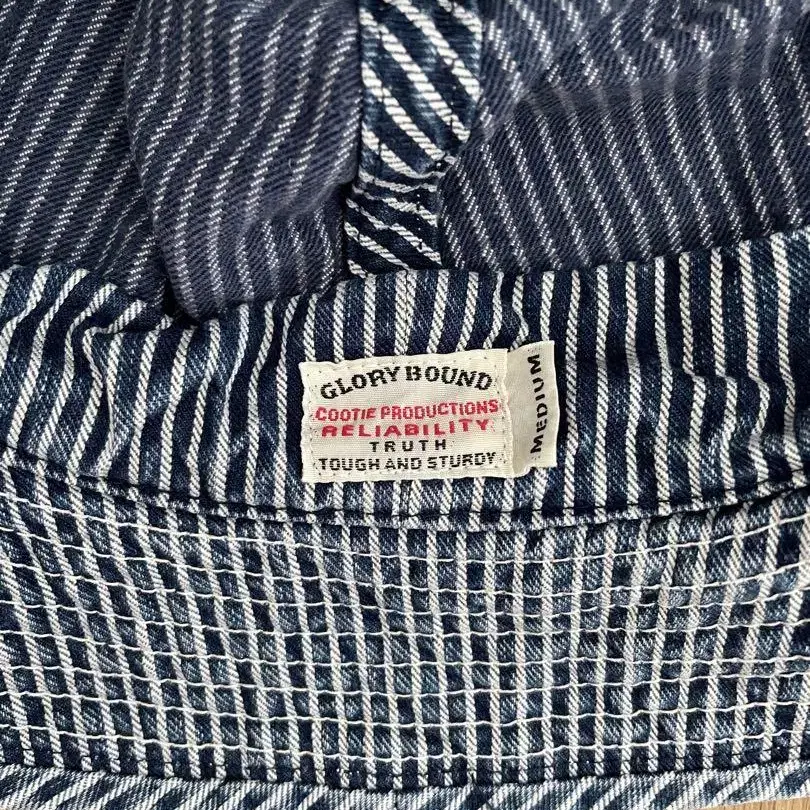 GLORY BOUND
COOTIE PRODUCTIONS
RELIABILITY
TRUTH
TOUGH AND STURDY
MEDIUM